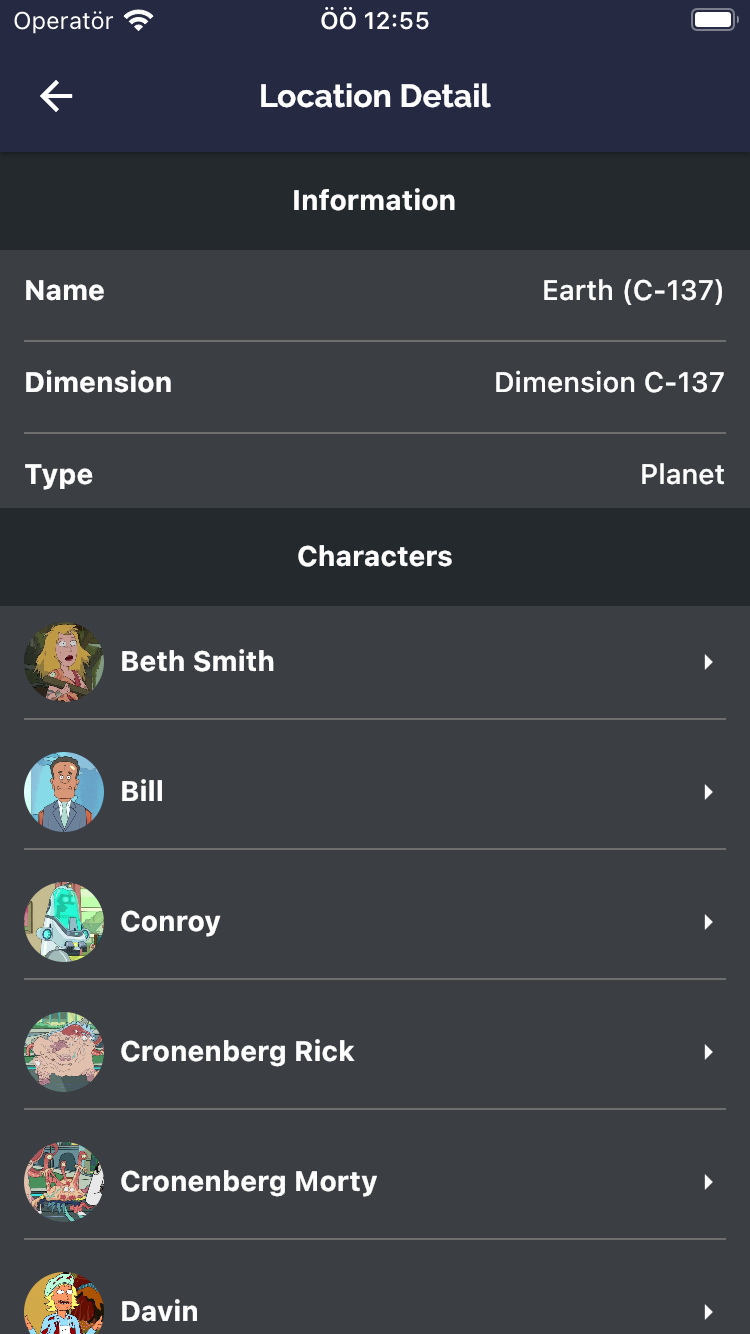 Operatör ÖÖ 12:55
Location Detail
Information
Name Earth (C-137)
Dimension Dimension C-137
Type Planet
Characters
Beth Smith
Bill
Conroy
Cronenberg Rick
Cronenberg Morty
Davin